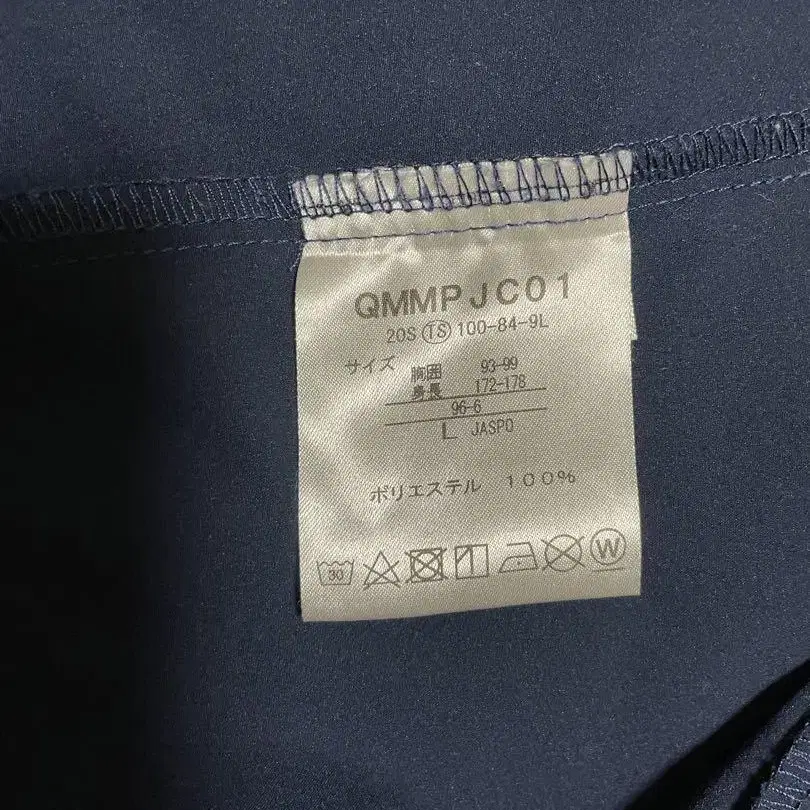 QMMPJC01
20S TS 100-84-9L
サイズ 胸囲 93-99
身長 172-178
96-6
L JASPO
ポリエステル 100%
30 W